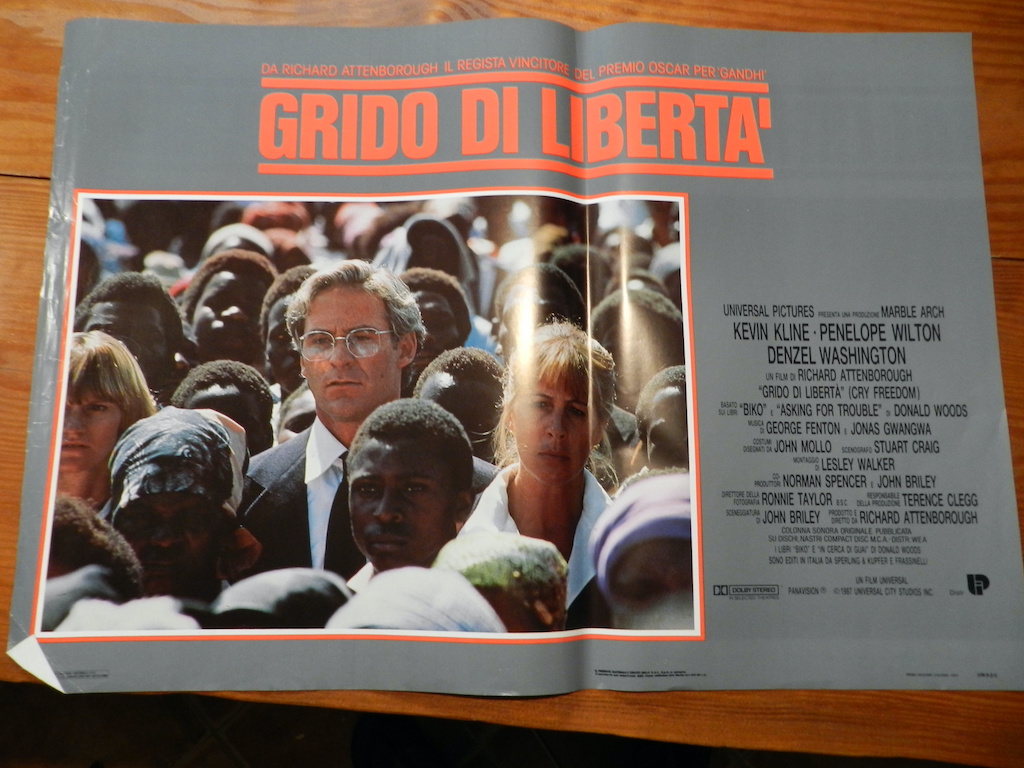 DA RICHARD ATTENBOROUGH IL REGISTA VINCITORE DEL PREMIO OSCAR PER 'GANDHI'
GRIDO DI LIBERTA'
UNIVERSAL PICTURES PRESENTA UNA PRODUZIONE MARBLE ARCH
KEVIN KLINE · PENELOPE WILTON
DENZEL WASHINGTON
UN FILM DI RICHARD ATTENBOROUGH
"GRIDO DI LIBERTÀ" (CRY FREEDOM)
BASATO SUI LIBRI "BIKO" E "ASKING FOR TROUBLE" DI DONALD WOODS
MUSICA DI GEORGE FENTON E JONAS GWANGWA
COSTUMI DISEGNATI DA JOHN MOLLO SCENOGRAFO STUART CRAIG
MONTAGGIO DI LESLEY WALKER
CO-PRODUTTORI NORMAN SPENCER E JOHN BRILEY
DIRETTORE DELLA FOTOGRAFIA RONNIE TAYLOR BSC RESPONSABILE DELLA PRODUZIONE TERENCE CLEGG
SCENEGGIATURA DI JOHN BRILEY PRODOTTO E DIRETTO DA RICHARD ATTENBOROUGH
COLONNA SONORA ORIGINALE PUBBLICATA
SU DISCHI, NASTRI COMPACT DISC M.C.A.-DISTR. W.E.A.
I LIBRI "BIKO" E "IN CERCA DI GUAI" DI DONALD WOODS
SONO EDITI IN ITALIA DA SPERLING & KUPFER E FRASSINELLI
UN FILM UNIVERSAL
DOLBY STEREO IN SELECTED THEATRES PANAVISION ® © 1987 UNIVERSAL CITY STUDIOS INC.